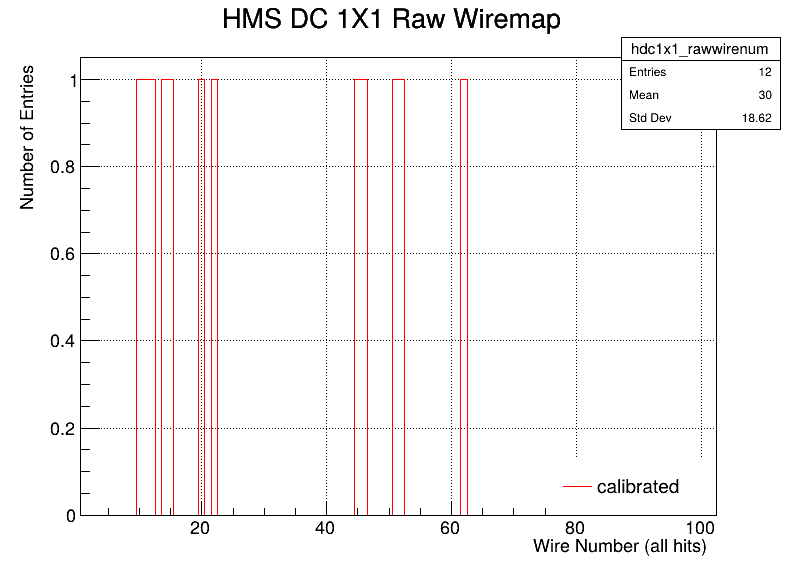 HMS DC 1X1 Raw Wiremap
hdc1x1_rawwirenum
Entries 12
Mean 30
Std Dev 18.62
Number of Entries
1
0.8
0.6
0.4
0.2
0
20 40 60 80 100
Wire Number (all hits)
calibrated